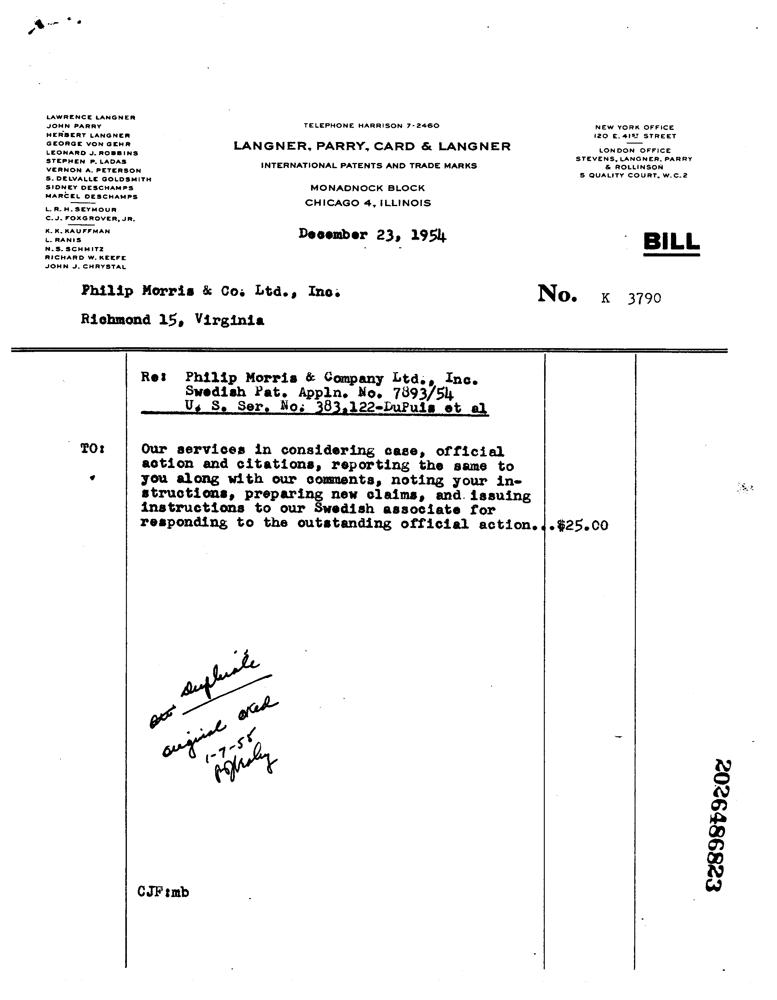 LAWRENCE LANGNER
JOHN PARRY
HERBERT LANGNER
GEORGE VON GEHR
LEONARD J. ROBBINS
STEPHEN P. LADAS
VERNON A. PETERSON
S. DELVALLE GOLDSMITH
SIDNEY DESCHAMPS
MARCEL DESCHAMPS
L. R. H. SEYMOUR
C. J. FOXGROVER, JR.
K. K. KAUFFMAN
L. RANIS
N. S. SCHMITZ
RICHARD W. KEEFE
JOHN J. CHRYSTAL
TELEPHONE HARRISON 7-2460
LANGNER, PARRY, CARD & LANGNER
INTERNATIONAL PATENTS AND TRADE MARKS
MONADNOCK BLOCK
CHICAGO 4, ILLINOIS
December 23, 1954
NEW YORK OFFICE
120 E. 41ST STREET
LONDON OFFICE
STEVENS, LANGNER, PARRY
& ROLLINSON
5 QUALITY COURT, W.C.2
BILL
Philip Morris & Co. Ltd., Inc.
Richmond 15, Virginia
No. K 3790
Re: Philip Morris & Company Ltd., Inc.
Swedish Pat. Appln. No. 7893/54
U. S. Ser. No. 383,122-DuPuis et al
TO: Our services in considering case, official
action and citations, reporting the same to
you along with our comments, noting your in-
structions, preparing new claims, and issuing
instructions to our Swedish associate for
responding to the outstanding official action...$25.00
duplicate
original oked
1-7-55
CJF:mb
2026486823